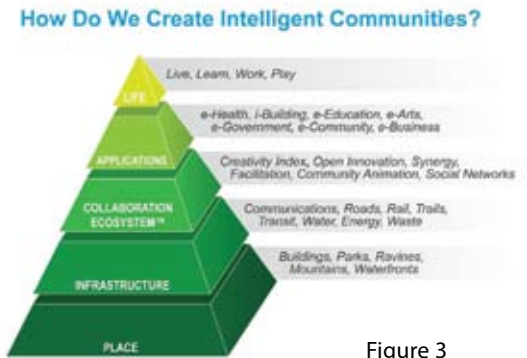 How Do We Create Intelligent Communities?
LIFE
Live, Learn, Work, Play
APPLICATIONS
e-Health, i-Building, e-Education, e-Arts,
e-Government, e-Community, e-Business
COLLABORATION
ECOSYSTEM™
Creativity Index, Open Innovation, Synergy,
Facilitation, Community Animation, Social Networks
INFRASTRUCTURE
Communications, Roads, Rail, Trails,
Transit, Water, Energy, Waste
PLACE
Buildings, Parks, Ravines,
Mountains, Waterfronts
Figure 3